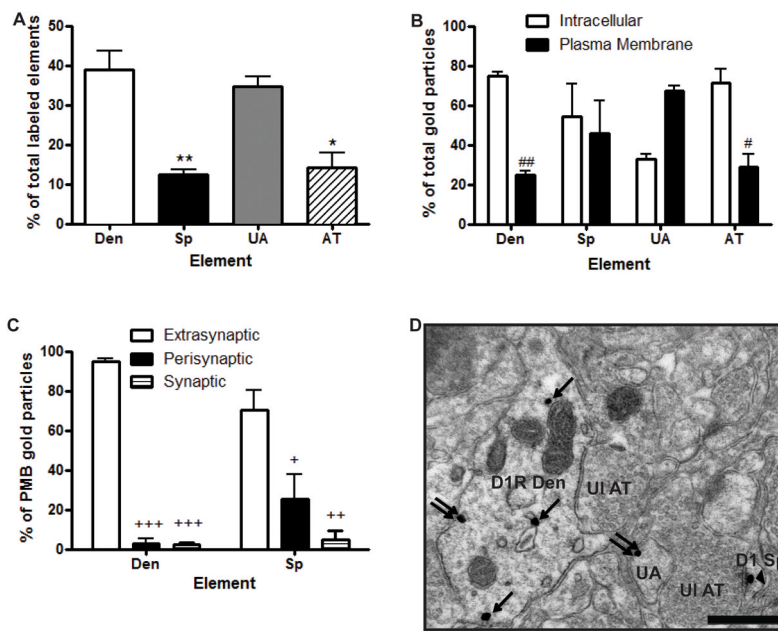 A
% of total labeled elements
50
40
30
20
10
0
**
*
Den Sp UA AT
Element
B
Intracellular
Plasma Membrane
% of total gold particles
100
80
60
40
20
0
##
#
Den Sp UA AT
Element
C
Extrasynaptic
Perisynaptic
Synaptic
% of PMB gold particles
100
80
60
40
20
0
+++ +++
+
++
Den Sp
Element
D
D1R Den
Ul AT
UA
Ul AT
D1 Sp